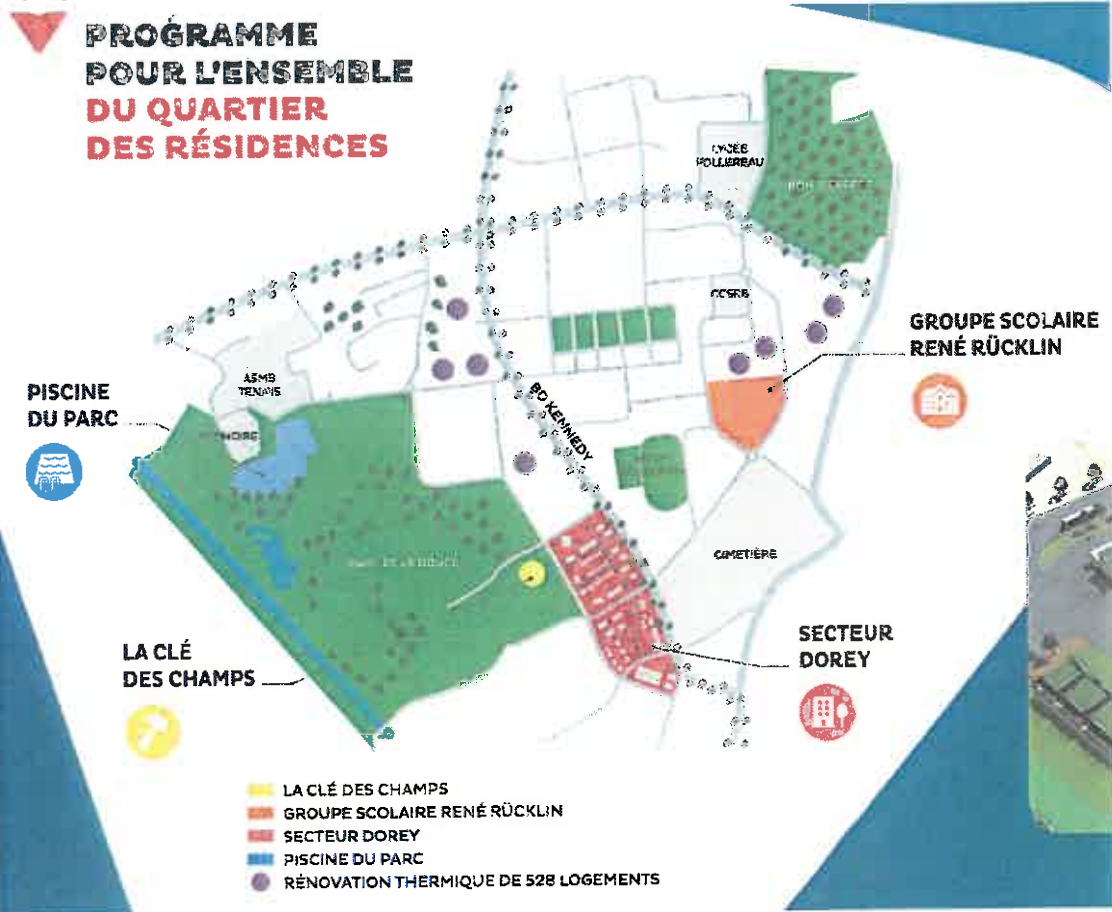 PROGRAMME
POUR L'ENSEMBLE
DU QUARTIER
DES RÉSIDENCES
LYCÉE
CCSRB
GROUPE SCOLAIRE
RENÉ RÜCKLIN
ASMB
TENNIS
PISCINE
DU PARC
BD KENNEDY
CIMETIÈRE
LA CLÉ
DES CHAMPS
SECTEUR
DOREY
LA CLÉ DES CHAMPS
GROUPE SCOLAIRE RENÉ RÜCKLIN
SECTEUR DOREY
PISCINE DU PARC
RÉNOVATION THERMIQUE DE 528 LOGEMENTS